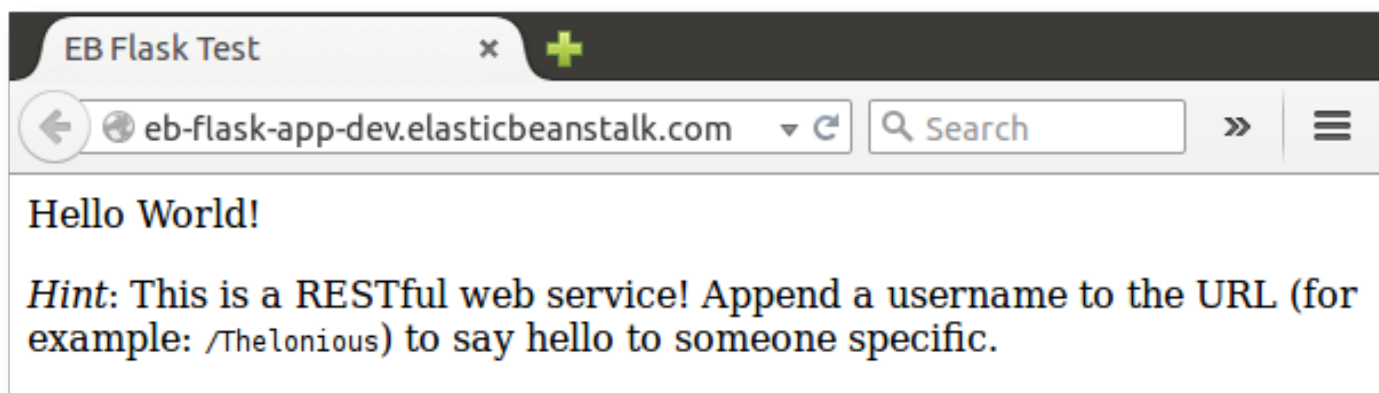 EB Flask Test
eb-flask-app-dev.elasticbeanstalk.com
Search
Hello World!
Hint: This is a RESTful web service! Append a username to the URL (for
example: /Thelonious) to say hello to someone specific.